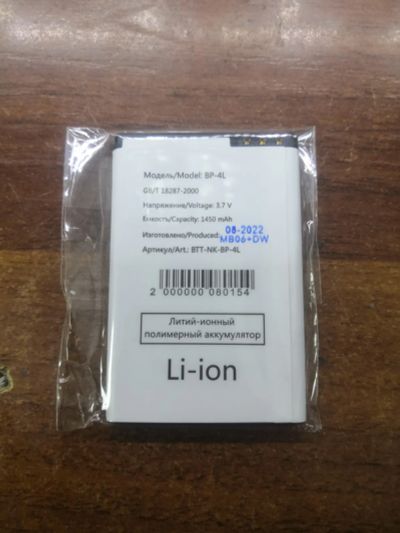 Модель/Model: BP-4L
GB/T 18287-2000
Напряжение/Voltage: 3.7 V
Емкость/Capacity: 1450 mAh
Изготовлено/Produced: 08-2022
MB06+DW
Артикул/Art.: BTT-NK-BP-4L
2 000000 080154
Литий-ионный
полимерный аккумулятор
Li-ion